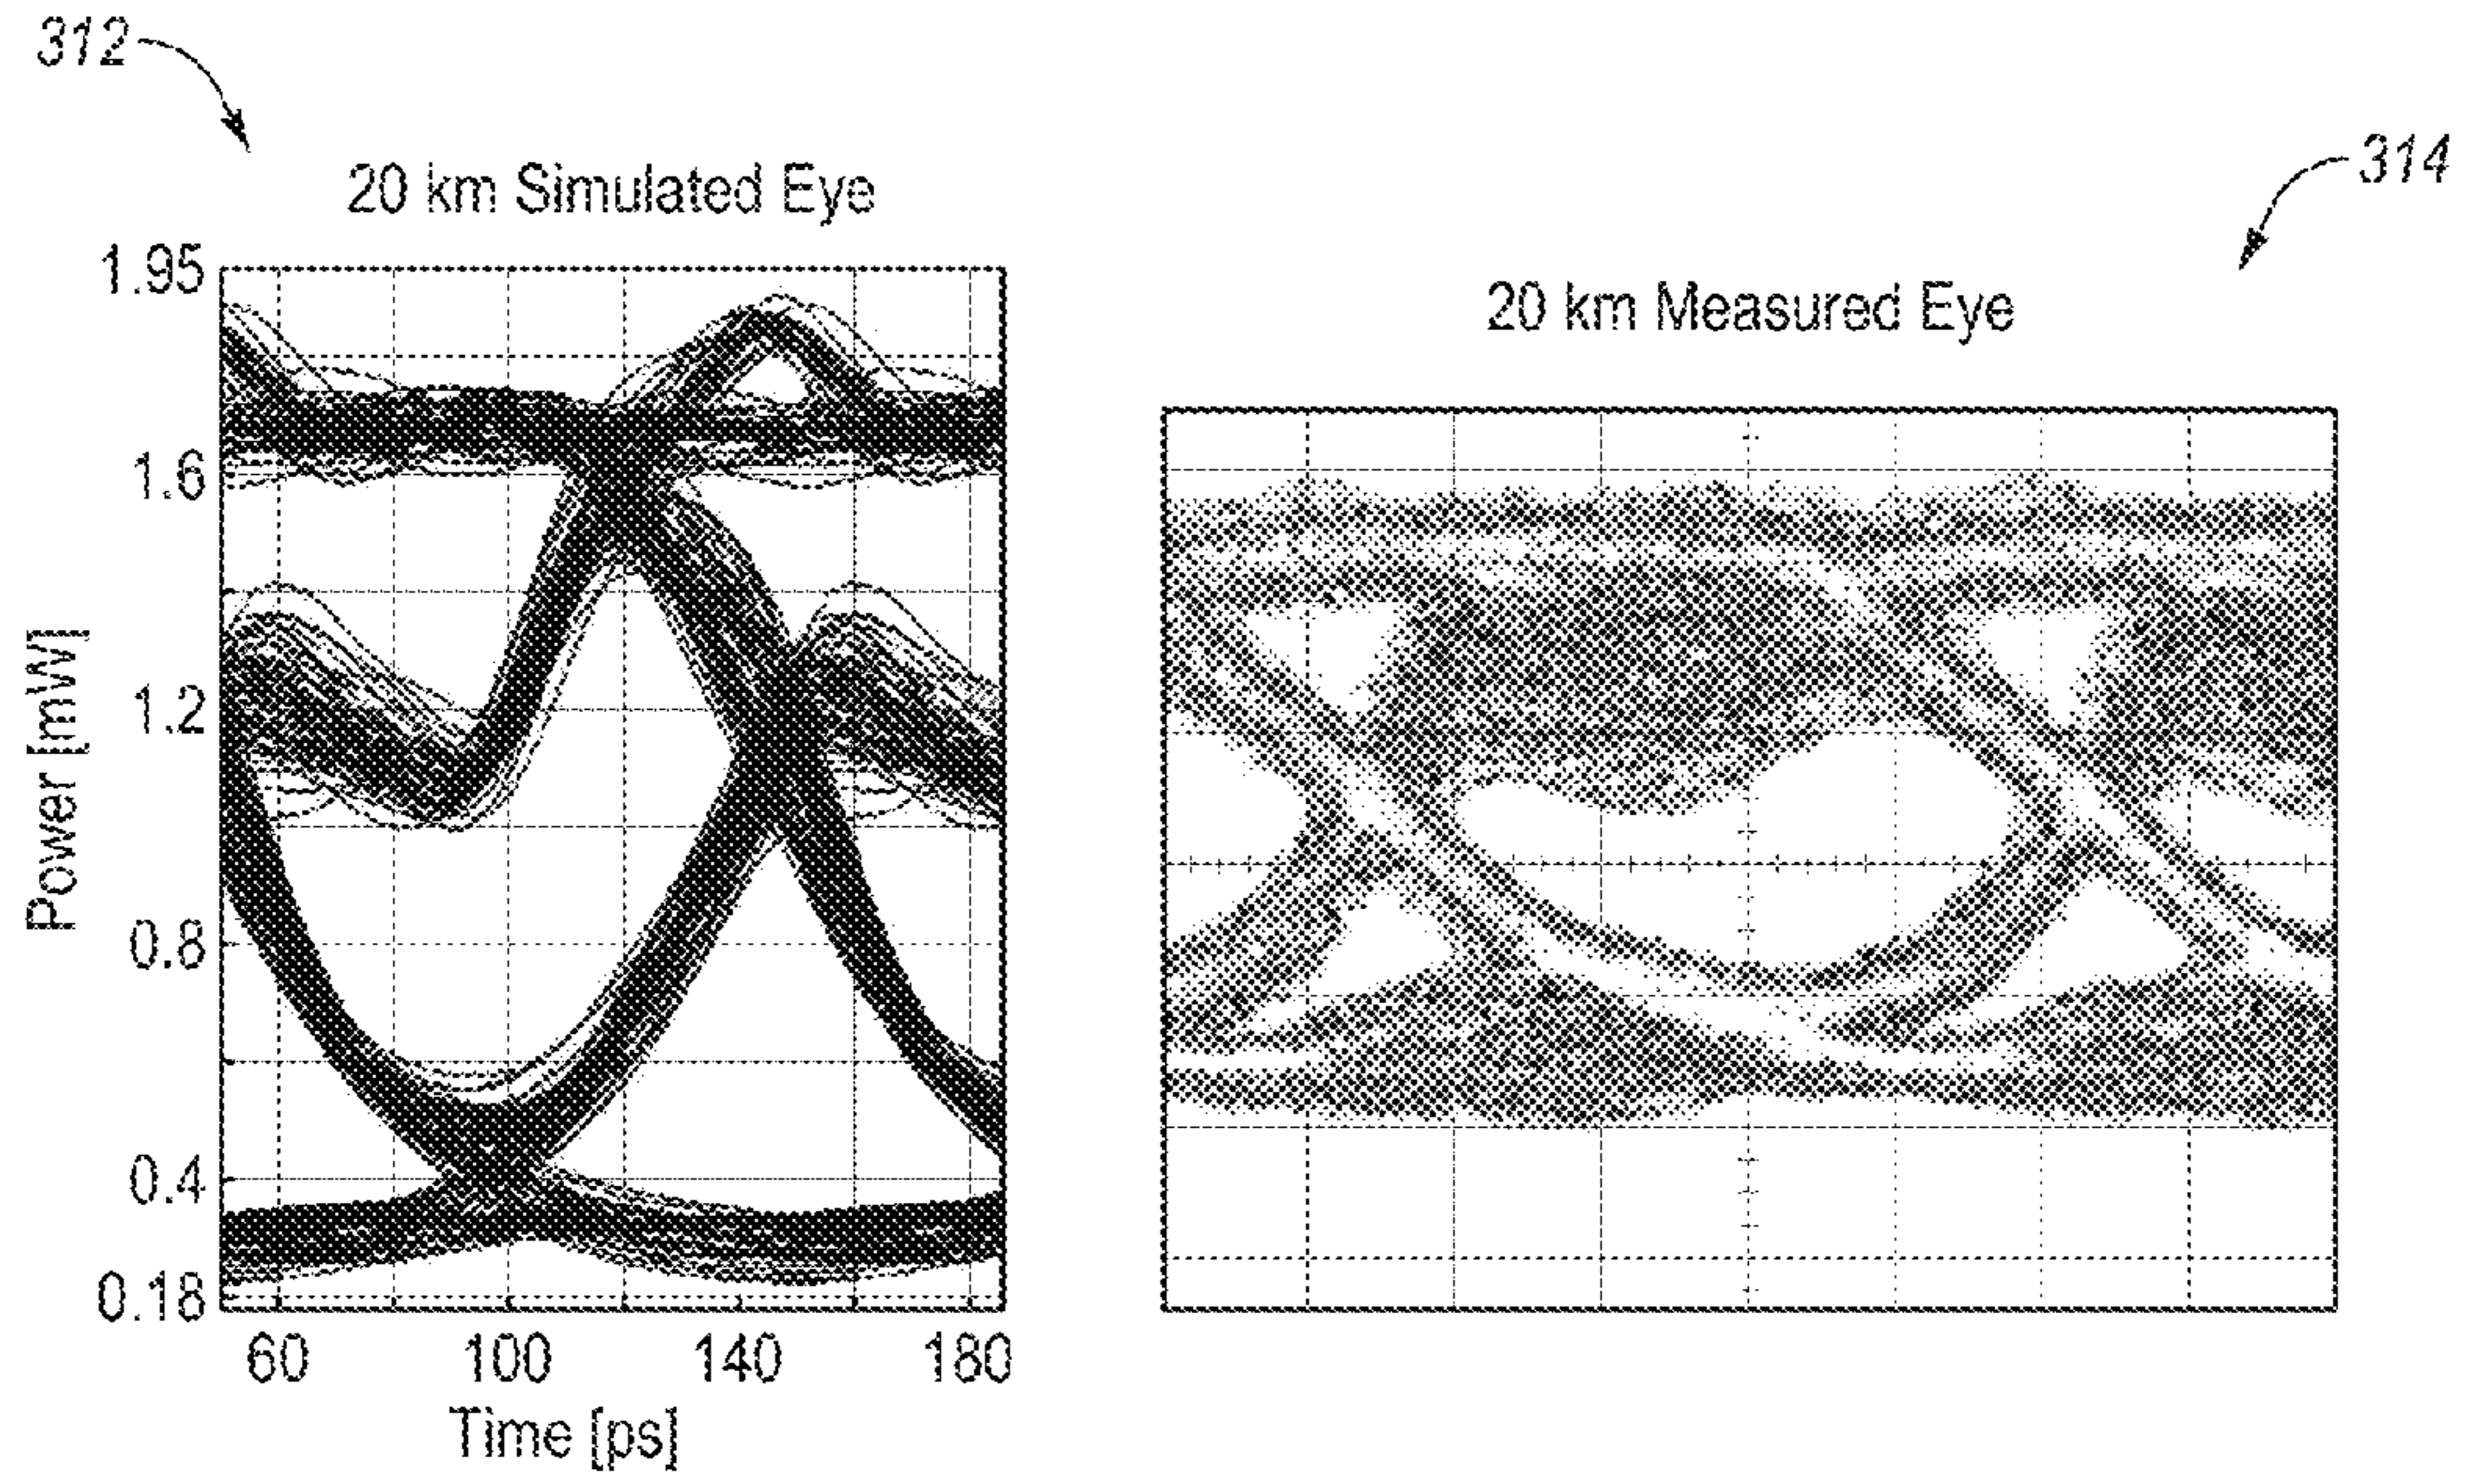 312
20 km Simulated Eye
1.95
1.6
1.2
0.8
0.4
0.18
Power [mW]
60 100 140 180
Time [ps]
314
20 km Measured Eye